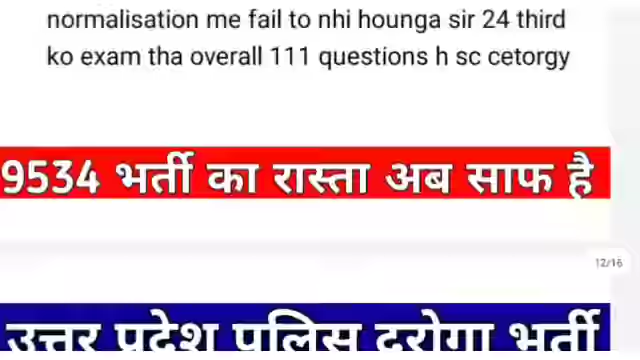 normalisation me fail to nhi hounga sir 24 third
ko exam tha overall 111 questions h sc cetorgy
9534 भर्ती का रास्ता अब साफ है
12/16
उत्तर प्रदेश पुलिस दरोगा भर्ती